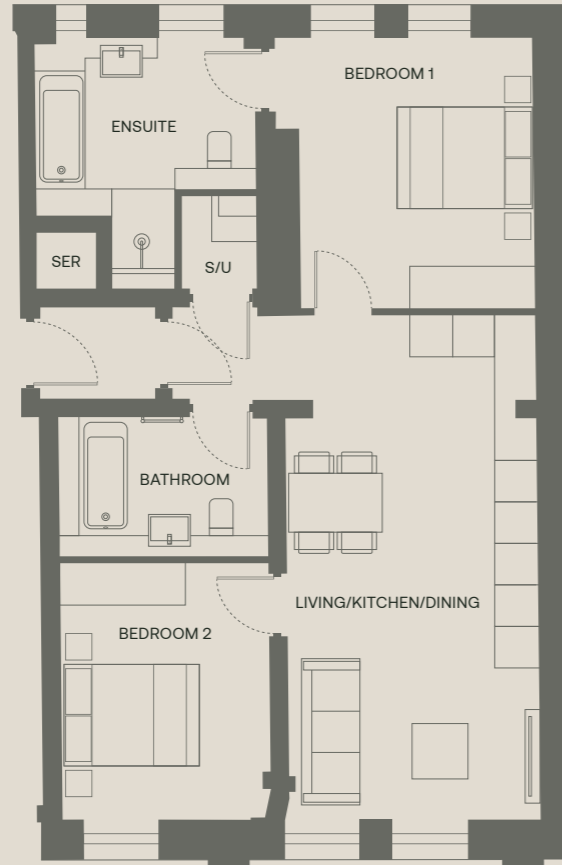 BEDROOM 1
ENSUITE
SER
S/U
BATHROOM
LIVING/KITCHEN/DINING
BEDROOM 2